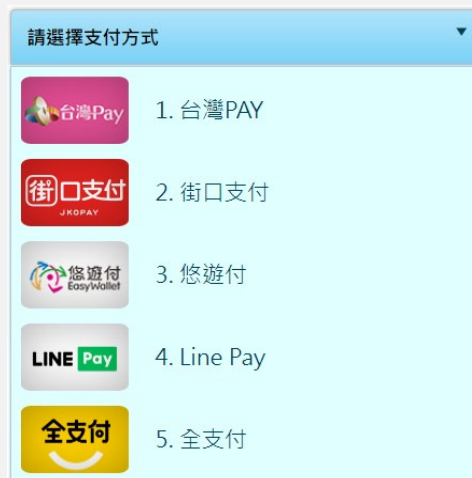 請選擇支付方式
台灣Pay
1. 台灣PAY
街口支付
JKOPAY
2. 街口支付
悠遊付
EasyWallet
3. 悠遊付
LINE Pay
4. Line Pay
全支付
5. 全支付